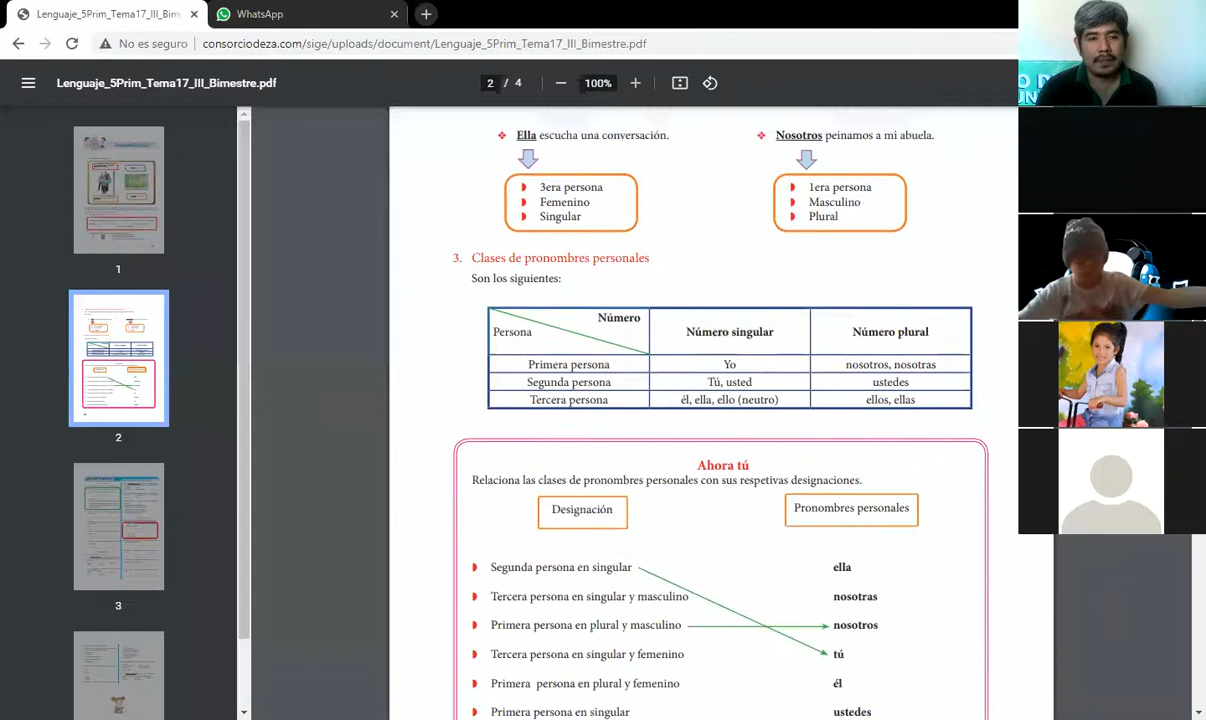 Lenguaje_5Prim_Tema17_III_Bim
WhatsApp
No es seguro
consorciodeza.com/sige/uploads/document/Lenguaje_5Prim_Tema17_III_Bimestre.pdf
Lenguaje_5Prim_Tema17_III_Bimestre.pdf
2 / 4
100%
1
2
3
Ella escucha una conversación.
Nosotros peinamos a mi abuela.
3era persona
Femenino
Singular
1era persona
Masculino
Plural
3. Clases de pronombres personales
Son los siguientes:
Número
Persona
Número singular
Número plural
Primera persona Yo nosotros, nosotras
Segunda persona Tú, usted ustedes
Tercera persona él, ella, ello (neutro) ellos, ellas
Ahora tú
Relaciona las clases de pronombres personales con sus respetivas designaciones.
Designación
Pronombres personales
Segunda persona en singular ella
Tercera persona en singular y masculino nosotras
Primera persona en plural y masculino nosotros
Tercera persona en singular y femenino tú
Primera persona en plural y femenino él
Primera persona en singular ustedes